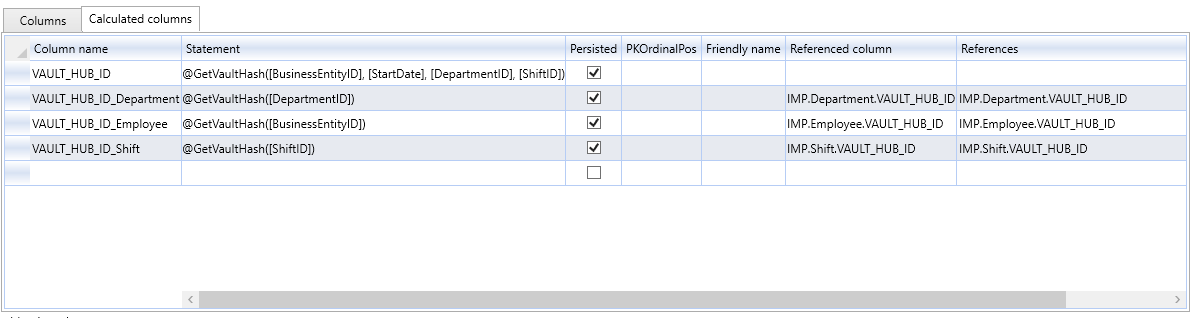 Columns Calculated columns
Column name Statement Persisted PKOrdinalPos Friendly name Referenced column References
VAULT_HUB_ID @GetVaultHash([BusinessEntityID], [StartDate], [DepartmentID], [ShiftID])
VAULT_HUB_ID_Department @GetVaultHash([DepartmentID]) IMP.Department.VAULT_HUB_ID IMP.Department.VAULT_HUB_ID
VAULT_HUB_ID_Employee @GetVaultHash([BusinessEntityID]) IMP.Employee.VAULT_HUB_ID IMP.Employee.VAULT_HUB_ID
VAULT_HUB_ID_Shift @GetVaultHash([ShiftID]) IMP.Shift.VAULT_HUB_ID IMP.Shift.VAULT_HUB_ID